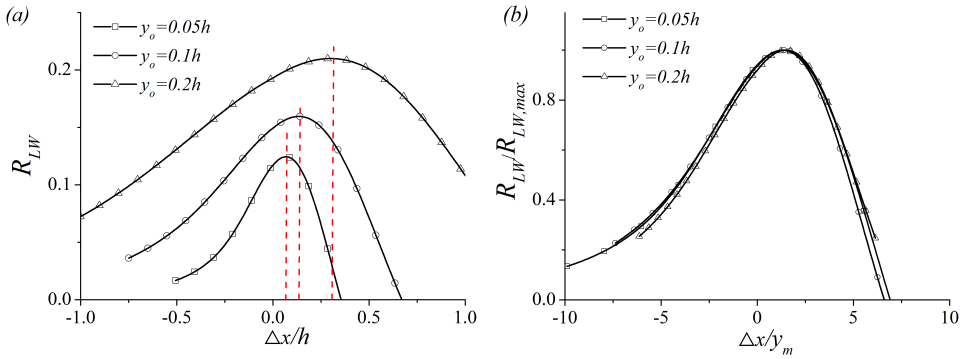 (a)
y_o=0.05h
y_o=0.1h
y_o=0.2h
R_LW
0.2
0.1
0.0
-1.0 -0.5 0.0 0.5 1.0
△x/h
(b)
y_o=0.05h
y_o=0.1h
y_o=0.2h
R_LW/R_LW,max
0.8
0.4
0.0
-10 -5 0 5 10
△x/y_m